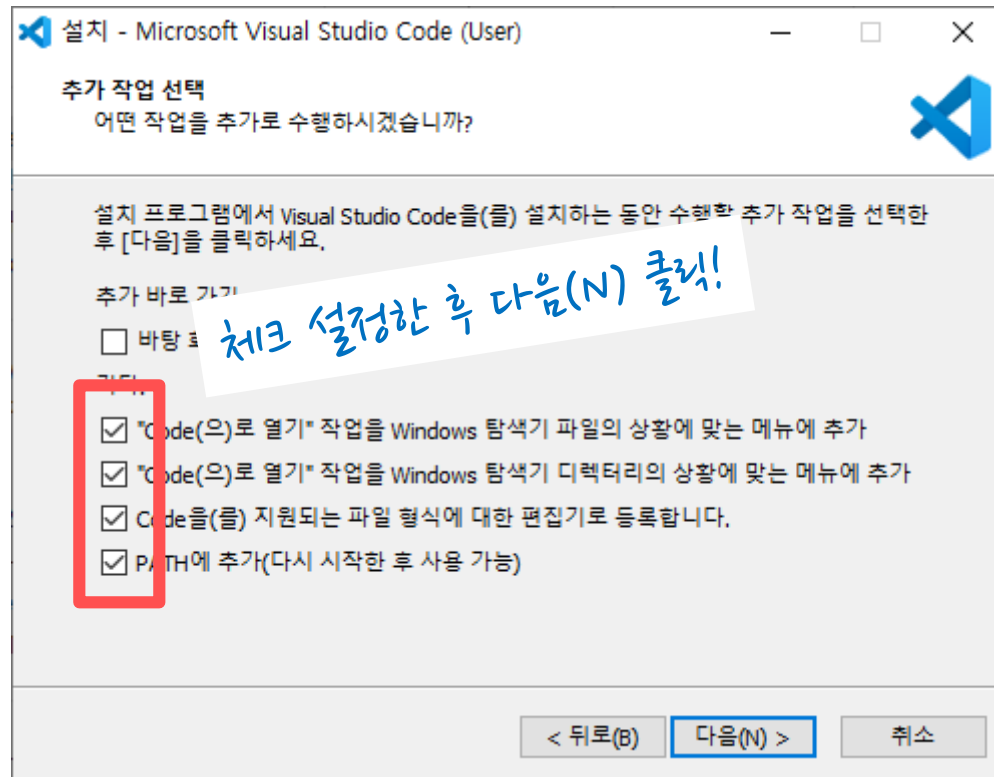 설치 - Microsoft Visual Studio Code (User)
추가 작업 선택
어떤 작업을 추가로 수행하시겠습니까?
설치 프로그램에서 Visual Studio Code을(를) 설치하는 동안 수행할 추가 작업을 선택한
후 [다음]을 클릭하세요.
추가 바로 가기
체크 설정한 후 다음(N) 클릭!
바탕
"Code(으)로 열기" 작업을 Windows 탐색기 파일의 상황에 맞는 메뉴에 추가
"Code(으)로 열기" 작업을 Windows 탐색기 디렉터리의 상황에 맞는 메뉴에 추가
Code을(를) 지원되는 파일 형식에 대한 편집기로 등록합니다.
PATH에 추가(다시 시작한 후 사용 가능)
< 뒤로(B)
다음(N) >
취소